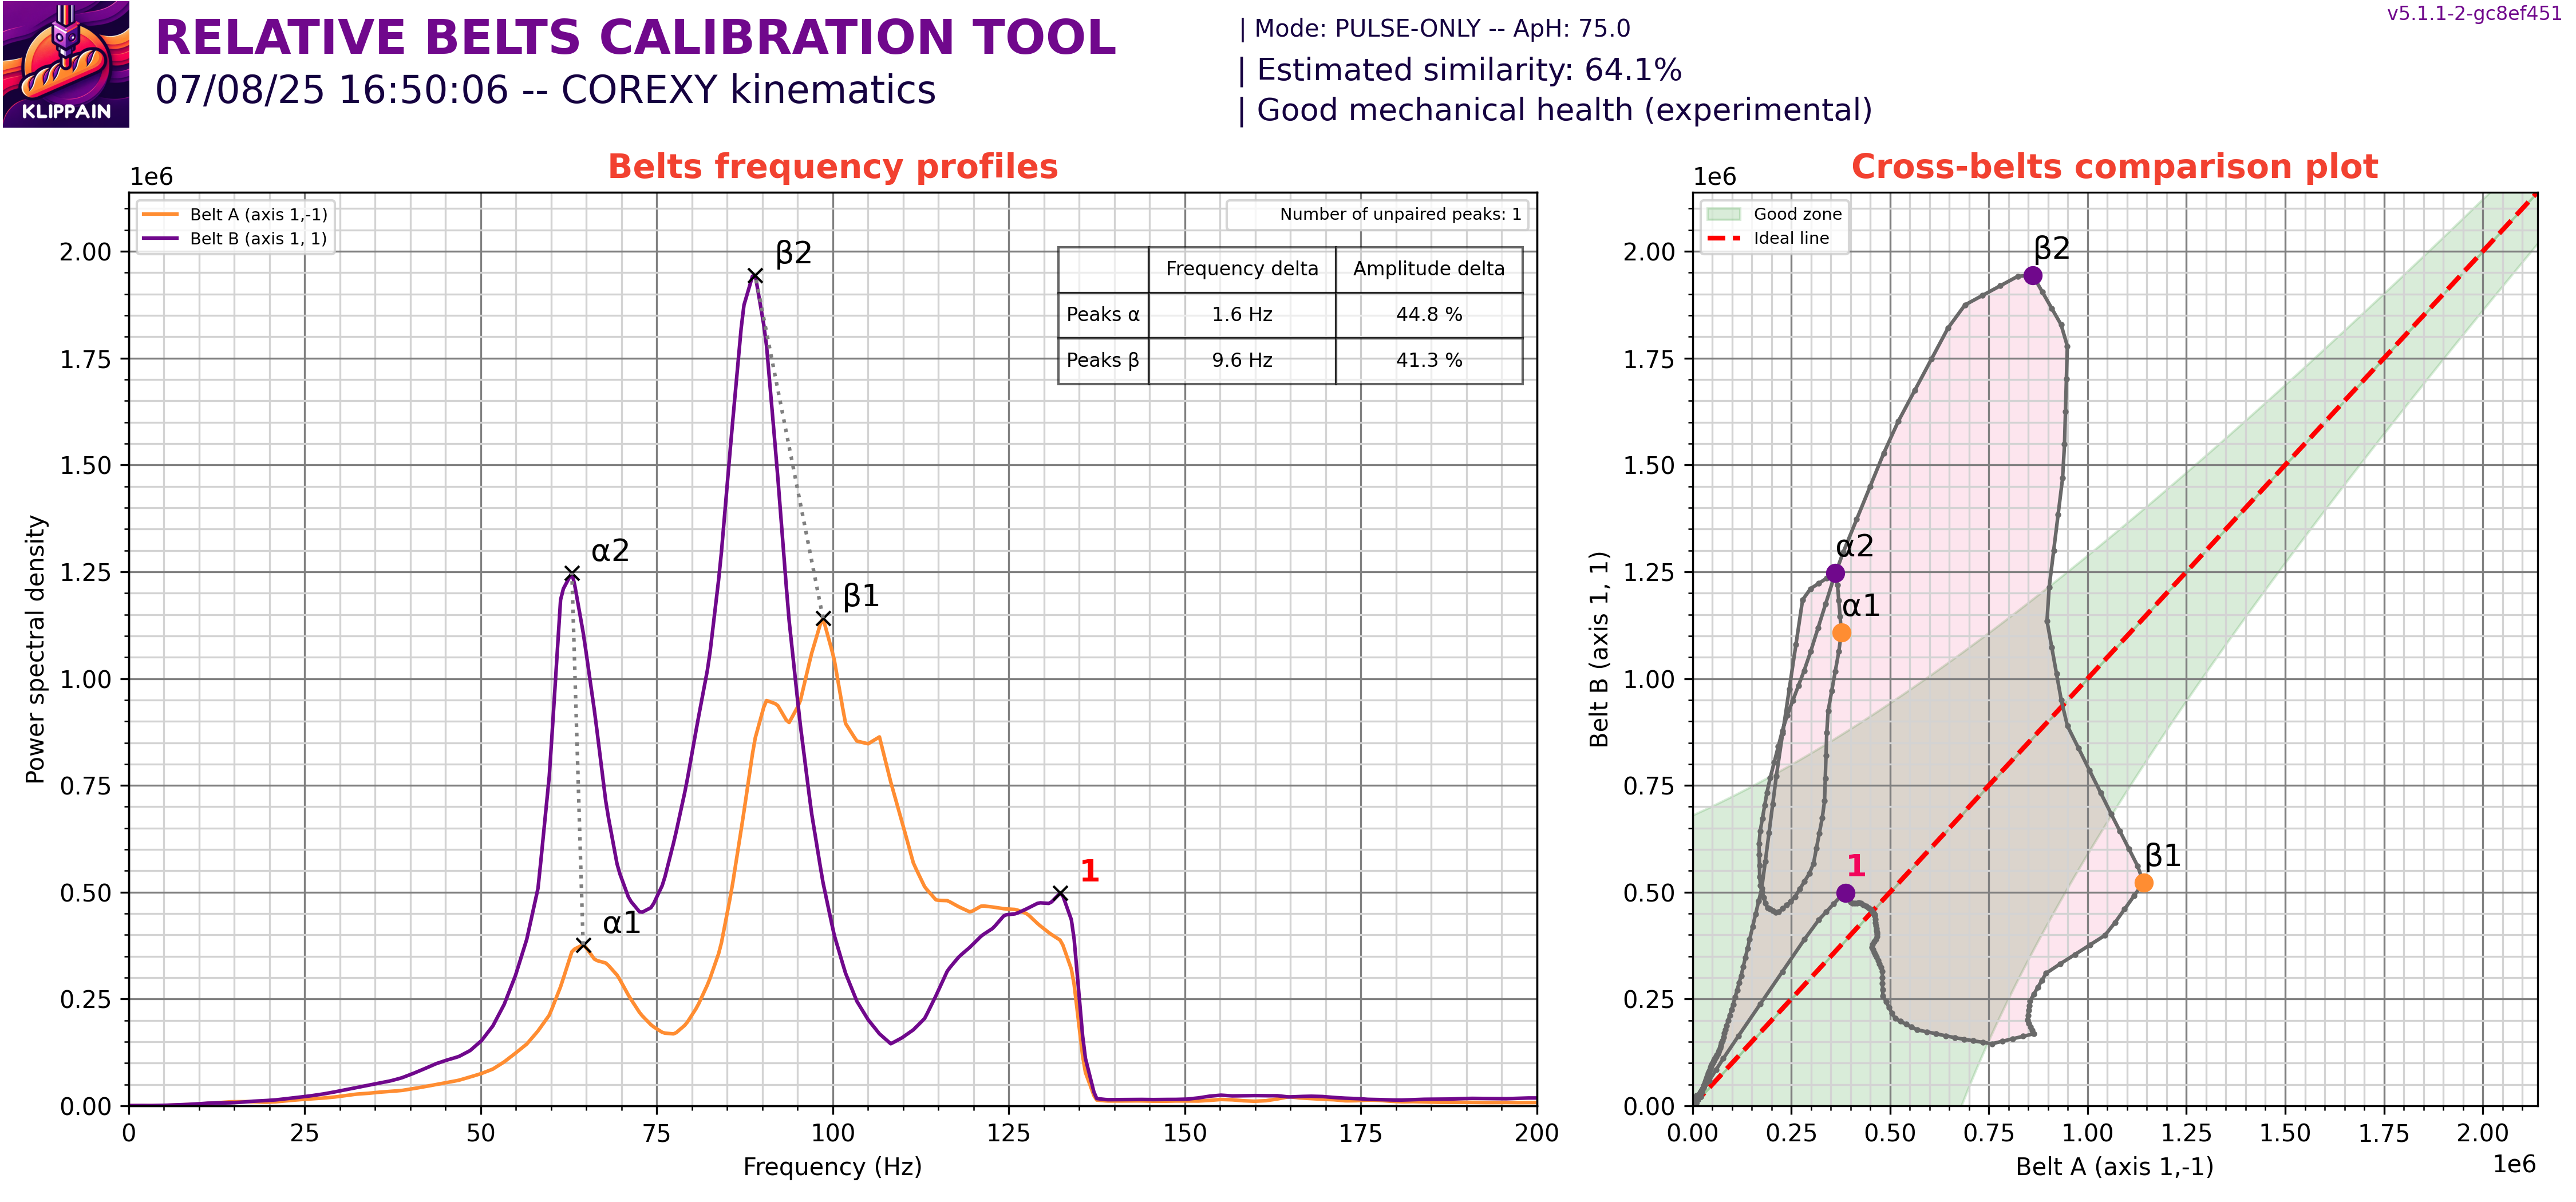 KLIPPAIN
RELATIVE BELTS CALIBRATION TOOL
07/08/25 16:50:06 -- COREXY kinematics
| Mode: PULSE-ONLY -- ApH: 75.0
| Estimated similarity: 64.1%
| Good mechanical health (experimental)
v5.1.1-2-gc8ef451
Belts frequency profiles
1e6
Belt A (axis 1,-1)
Belt B (axis 1, 1)
Number of unpaired peaks: 1
Frequency delta Amplitude delta
Peaks α 1.6 Hz 44.8 %
Peaks β 9.6 Hz 41.3 %
β2
α2
β1
1
α1
2.00
1.75
1.50
1.25
1.00
0.75
0.50
0.25
0.00
Power spectral density
0 25 50 75 100 125 150 175 200
Frequency (Hz)
Cross-belts comparison plot
1e6
Good zone
Ideal line
β2
α2
α1
1
β1
2.00
1.75
1.50
1.25
1.00
0.75
0.50
0.25
0.00
Belt B (axis 1, 1)
0.00 0.25 0.50 0.75 1.00 1.25 1.50 1.75 2.00
1e6
Belt A (axis 1,-1)